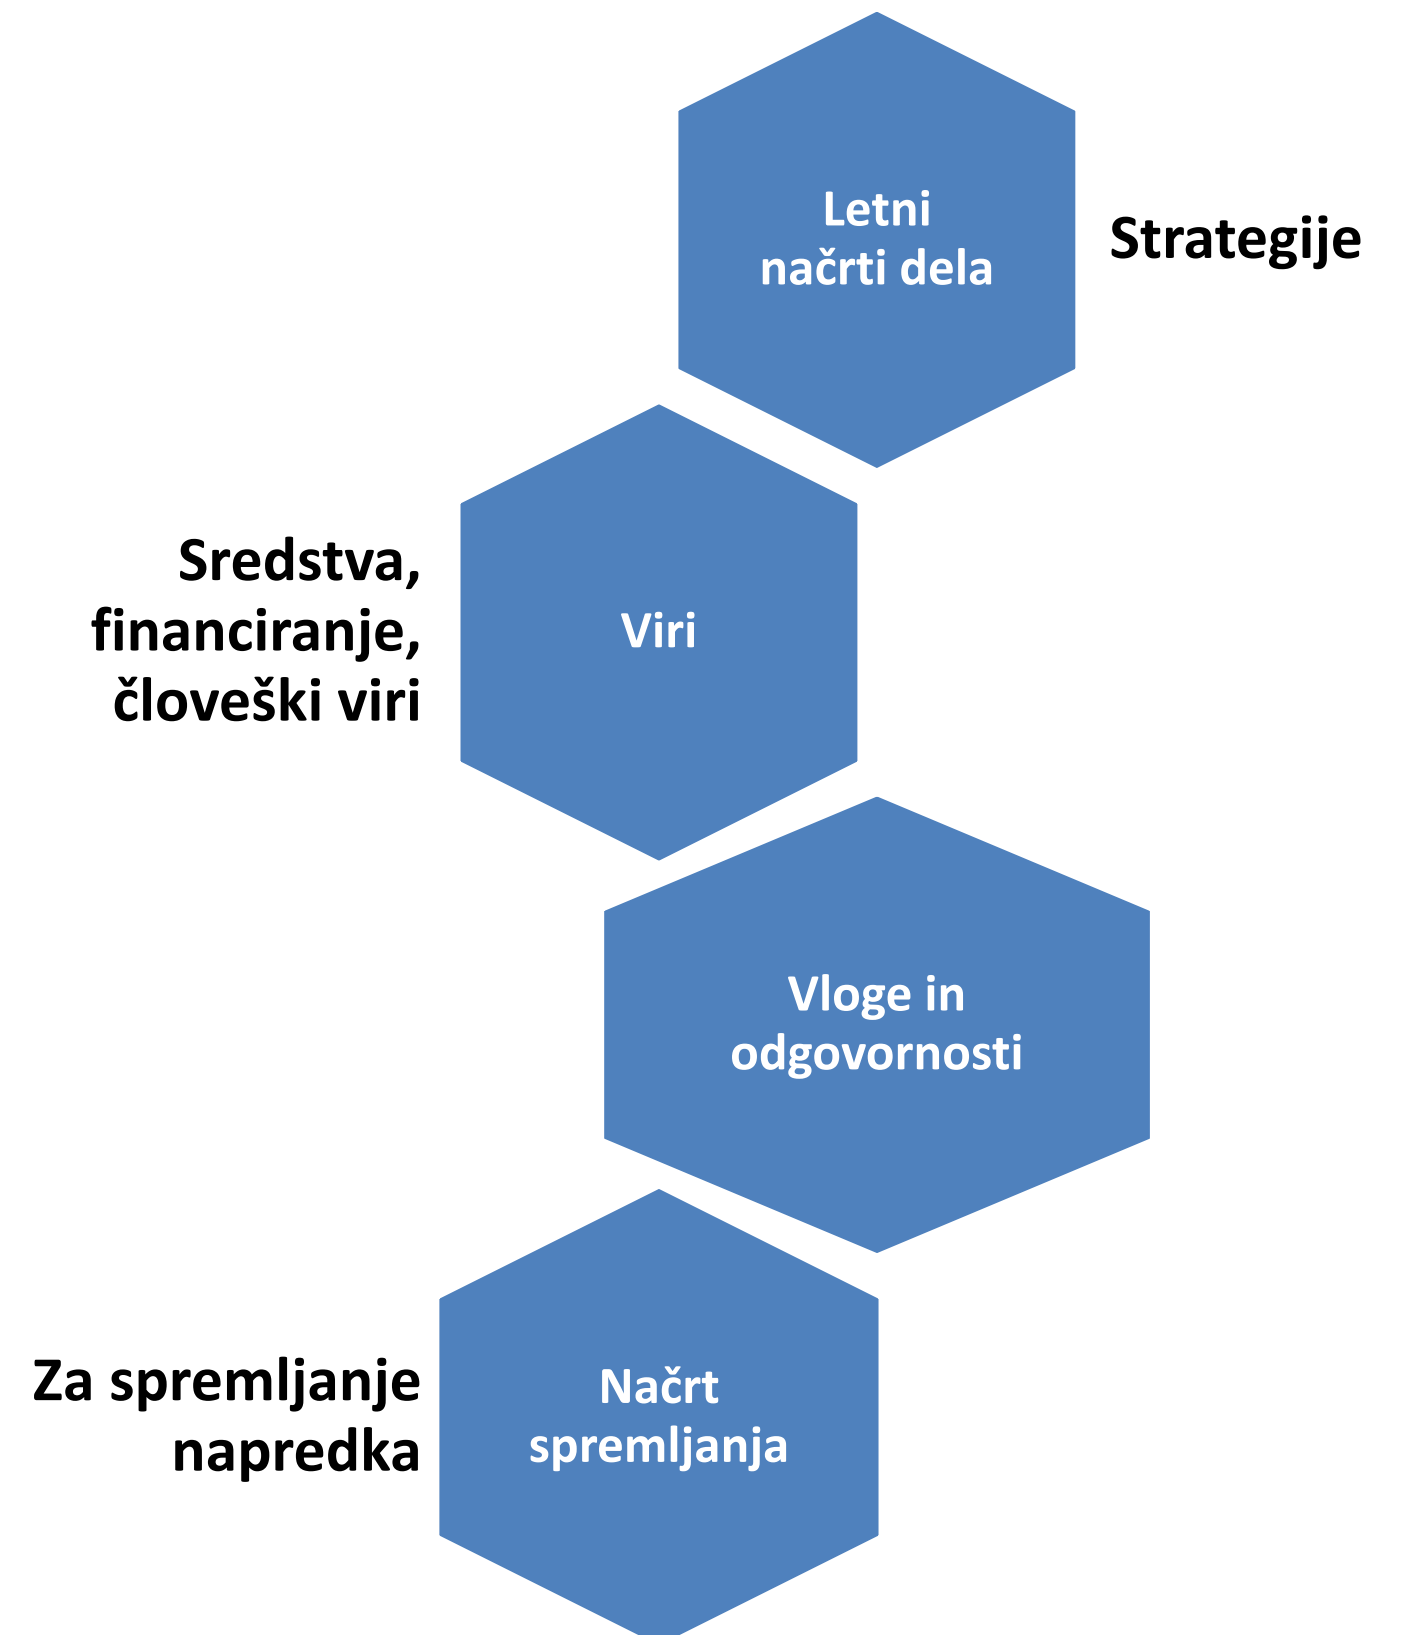 Letni
načrti dela
Strategije
Sredstva,
financiranje,
človeški viri
Viri
Vloge in
odgovornosti
Za spremljanje
napredka
Načrt
spremljanja